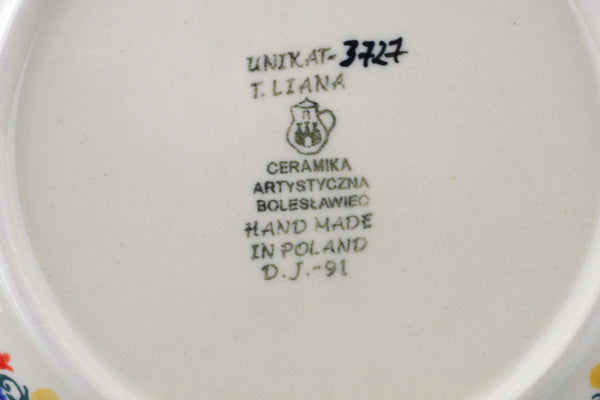 UNIKAT-3727
T. LIANA
CERAMIKA
ARTYSTYCZNA
BOLESŁAWIEC
HAND MADE
IN POLAND
D.J.-91